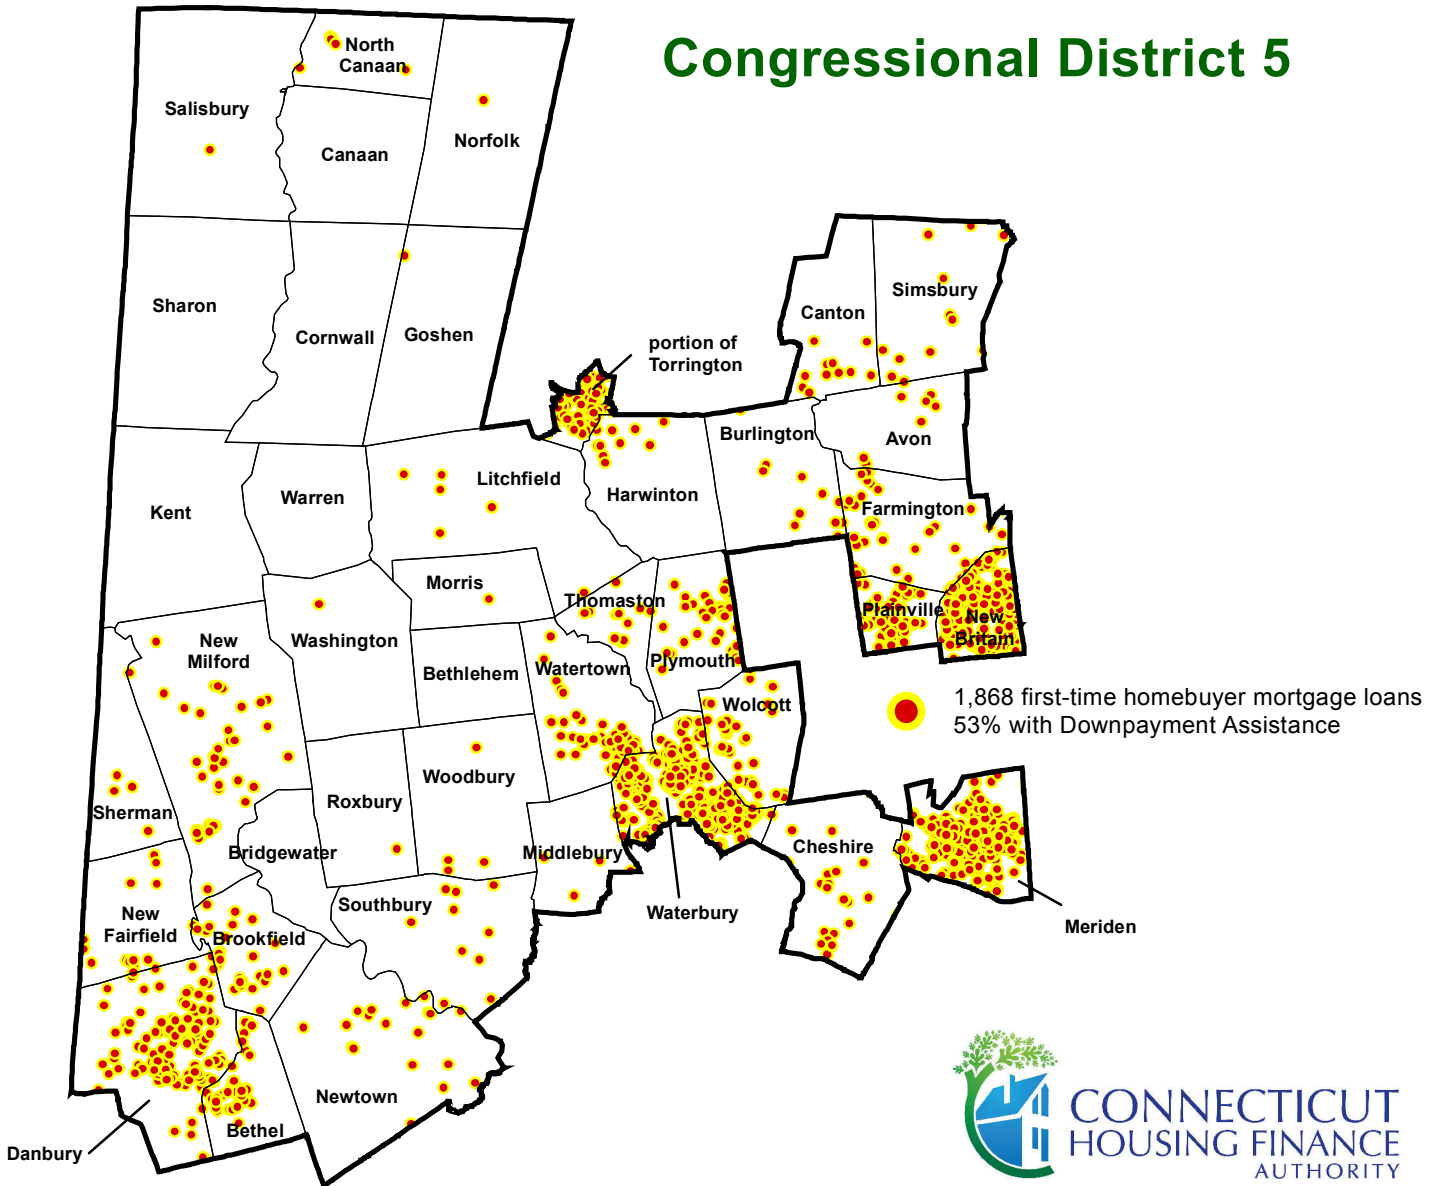 Congressional District 5
North
Canaan
Salisbury
Norfolk
Canaan
Sharon
Cornwall
Goshen
portion of
Torrington
Canton
Simsbury
Burlington
Avon
Litchfield
Harwinton
Farmington
Kent
Warren
Morris
Thomaston
Plainville
New
Britain
New
Milford
Washington
Bethlehem
Watertown
Plymouth
Wolcott
1,868 first-time homebuyer mortgage loans
53% with Downpayment Assistance
Woodbury
Roxbury
Sherman
Bridgewater
Middlebury
Cheshire
Southbury
Waterbury
Meriden
New
Fairfield
Brookfield
Newtown
Bethel
Danbury
CONNECTICUT
HOUSING FINANCE
AUTHORITY